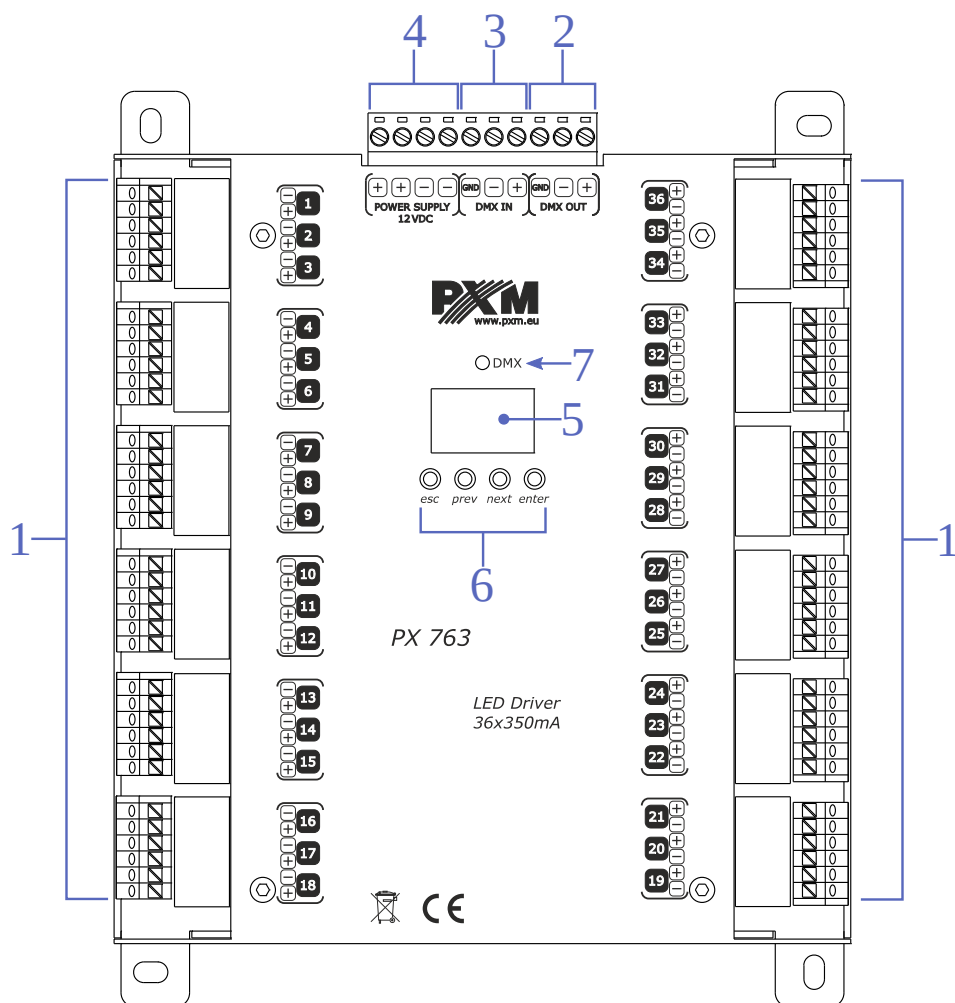 4 3 2
+ + − − GND − + GND − +
POWER SUPPLY DMX IN DMX OUT
12VDC
PXM
www.pxm.eu
DMX 7
5
esc prev next enter
6
1
1
PX 763
LED Driver
36x350mA
CE
− + 1
− + 2
− + 3
− + 4
− + 5
− + 6
− + 7
− + 8
− + 9
− + 10
− + 11
− + 12
− + 13
− + 14
− + 15
− + 16
− + 17
− + 18
36 + −
35 + −
34 + −
33 + −
32 + −
31 + −
30 + −
29 + −
28 + −
27 + −
26 + −
25 + −
24 + −
23 + −
22 + −
21 + −
20 + −
19 + −